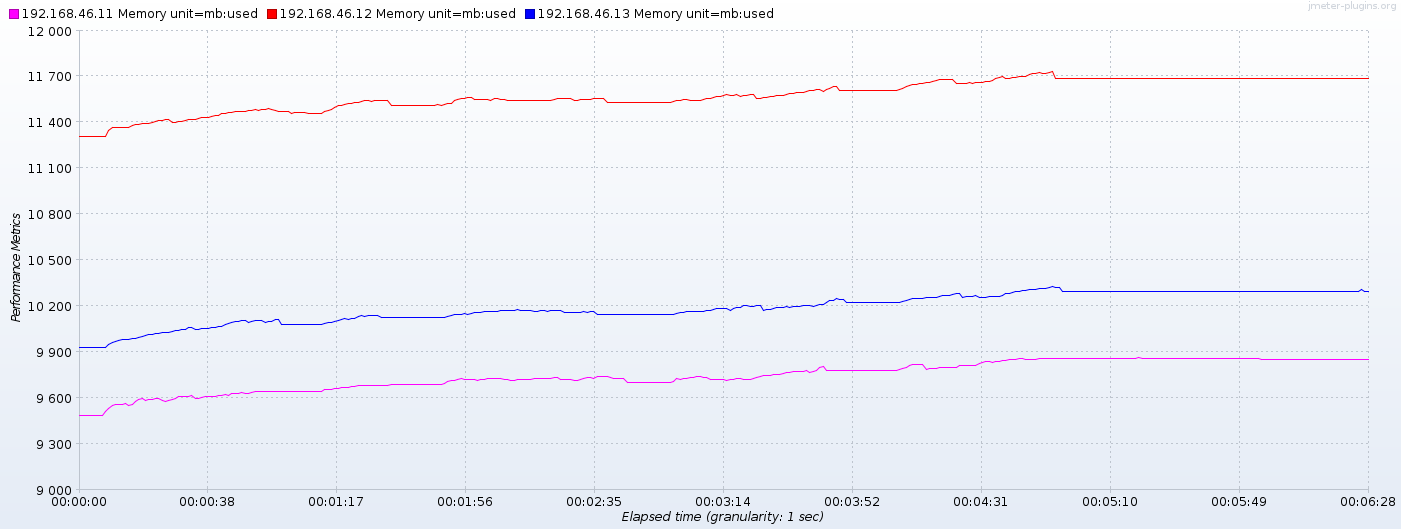 192.168.46.11 Memory unit=mb:used 192.168.46.12 Memory unit=mb:used 192.168.46.13 Memory unit=mb:used
jmeter-plugins.org
12 000
11 700
11 400
11 100
10 800
10 500
10 200
9 900
9 600
9 300
9 000
Performance Metrics
00:00:00 00:00:38 00:01:17 00:01:56 00:02:35 00:03:14 00:03:52 00:04:31 00:05:10 00:05:49 00:06:28
Elapsed time (granularity: 1 sec)